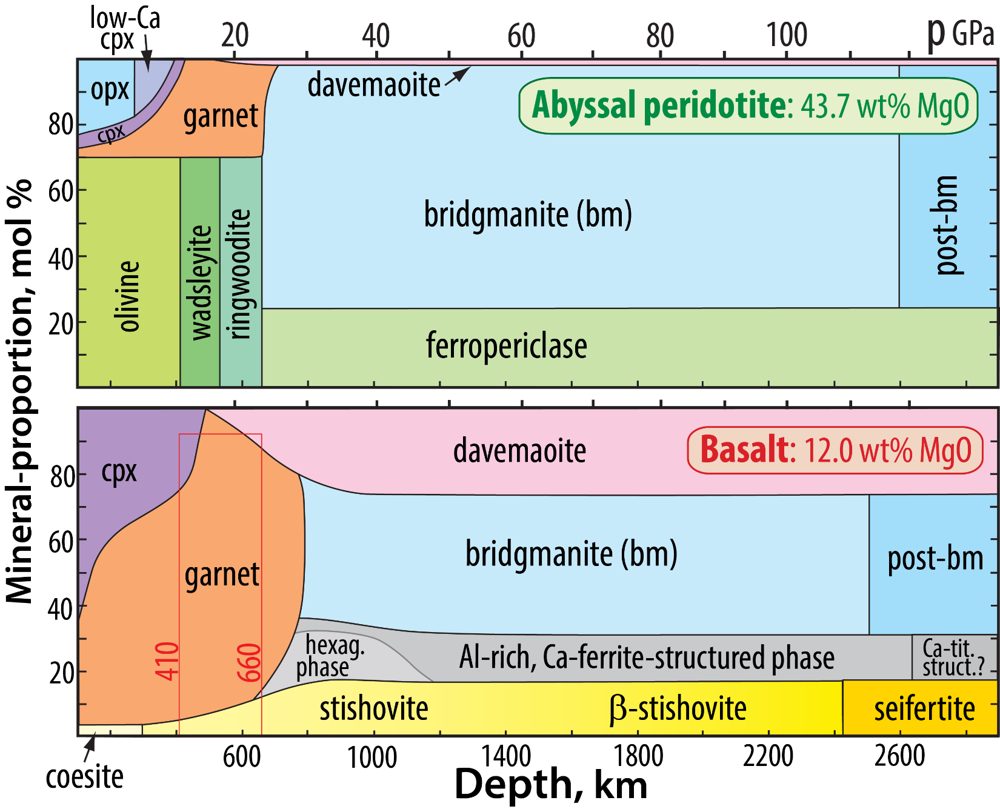 low-Ca
cpx
20
40
60
80
100
p GPa
opx
cpx
garnet
davemaoite
Abyssal peridotite: 43.7 wt% MgO
80
60
40
20
olivine
wadsleyite
ringwoodite
bridgmanite (bm)
post-bm
ferropericlase
Mineral-proportion, mol %
cpx
davemaoite
Basalt: 12.0 wt% MgO
80
60
40
20
garnet
410
660
bridgmanite (bm)
post-bm
hexag.
phase
Al-rich, Ca-ferrite-structured phase
Ca-tit.
struct.?
stishovite
β-stishovite
seifertite
coesite
600
1000
1400
1800
2200
2600
Depth, km